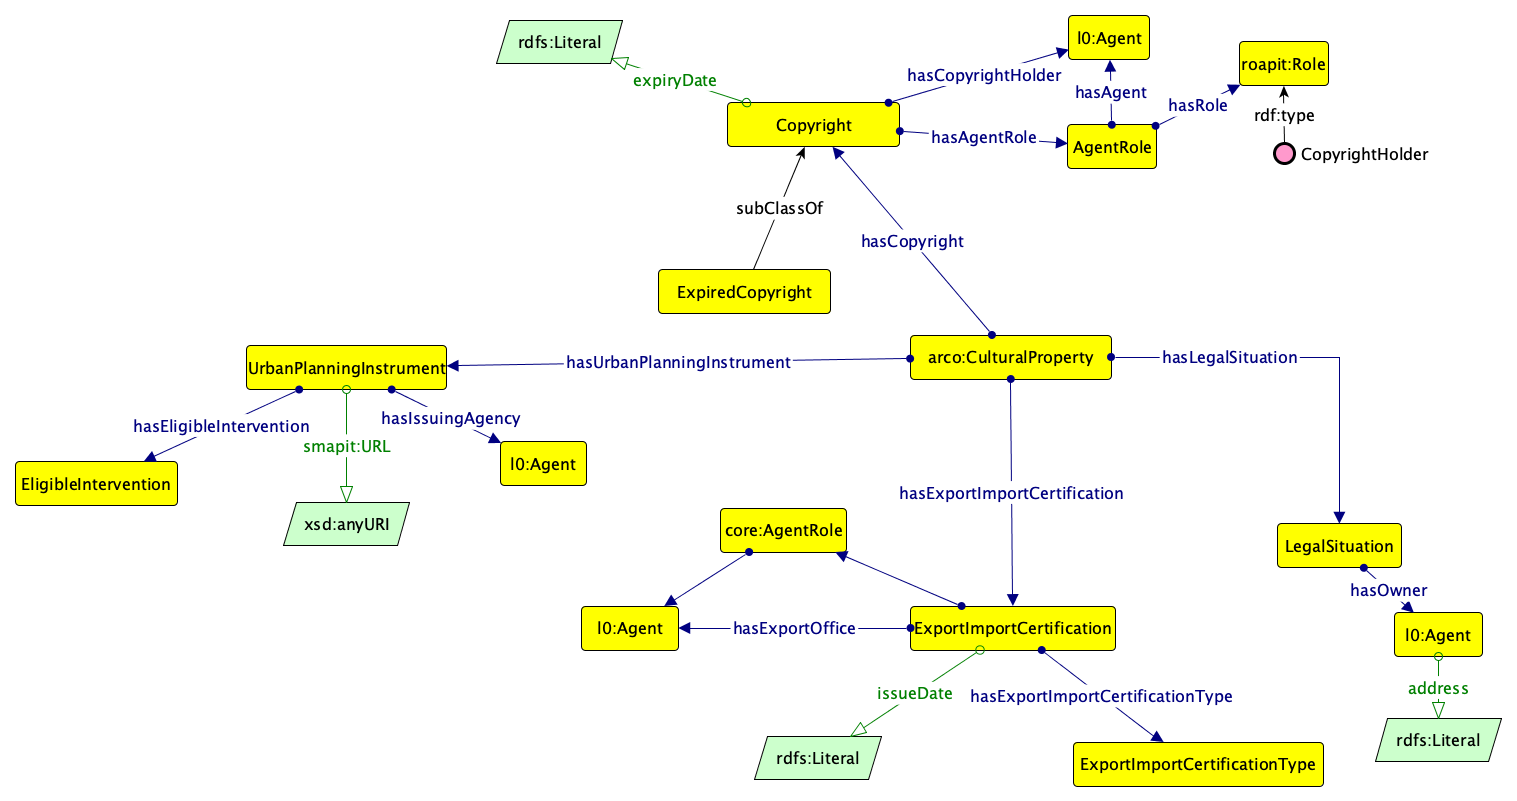 rdfs:Literal
l0:Agent
roapit:Role
expiryDate
hasCopyrightHolder
hasAgent
hasRole
rdf:type
Copyright
hasAgentRole
AgentRole
CopyrightHolder
subClassOf
hasCopyright
ExpiredCopyright
UrbanPlanningInstrument
hasUrbanPlanningInstrument
arco:CulturalProperty
hasLegalSituation
hasEligibleIntervention
hasIssuingAgency
smapit:URL
EligibleIntervention
l0:Agent
xsd:anyURI
hasExportImportCertification
core:AgentRole
LegalSituation
hasOwner
l0:Agent
hasExportOffice
ExportImportCertification
l0:Agent
issueDate
hasExportImportCertificationType
address
rdfs:Literal
ExportImportCertificationType
rdfs:Literal